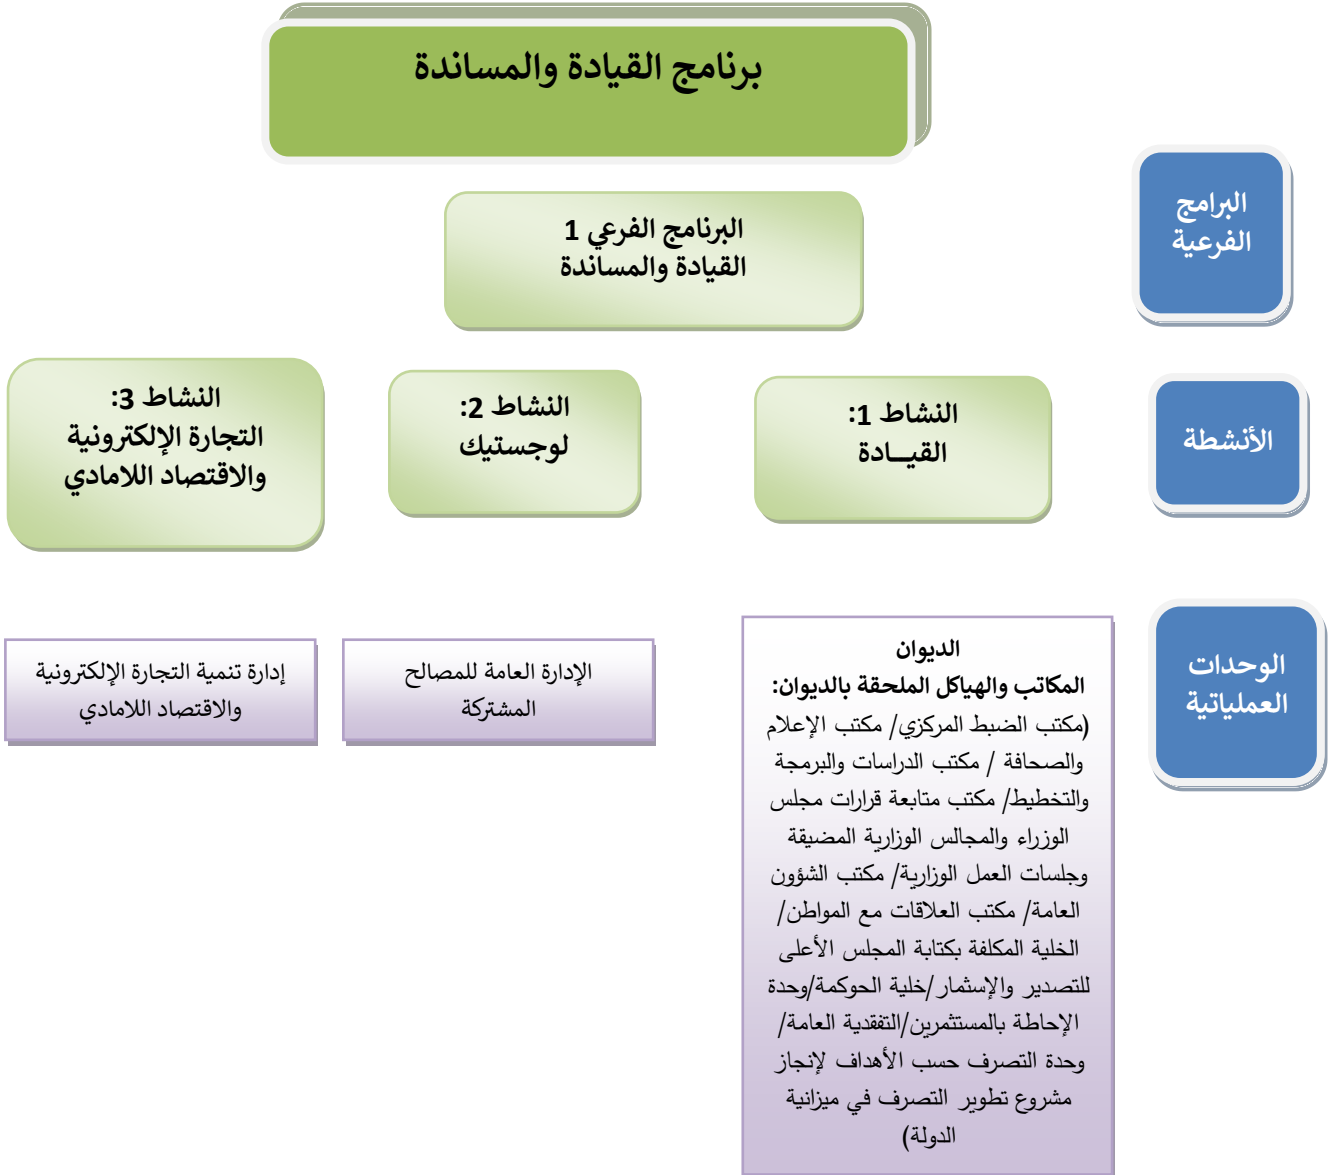 برنامج القيادة والمساندة
البرامج
الفرعية
البرنامج الفرعي 1
القيادة والمساندة
الأنشطة
النشاط 1:
القيـــادة
النشاط 2:
لوجستيك
النشاط 3:
التجارة الإلكترونية
والاقتصاد اللامادي
الوحدات
العملياتية
الديوان
المكاتب والهياكل الملحقة بالديوان:
(مكتب الضبط المركزي/ مكتب الإعلام
والصحافة / مكتب الدراسات والبرمجة
والتخطيط/ مكتب متابعة قرارات مجلس
الوزراء والمجالس الوزارية المضيقة
وجلسات العمل الوزارية/ مكتب الشؤون
العامة/ مكتب العلاقات مع المواطن/
الخلية المكلفة بكتابة المجلس الأعلى
للتصدير والإستثمار/خلية الحوكمة/وحدة
الإحاطة بالمستثمرين/التفقدية العامة/
وحدة التصرف حسب الأهداف لإنجاز
مشروع تطوير التصرف في ميزانية
الدولة)
الإدارة العامة للمصالح
المشتركة
إدارة تنمية التجارة الإلكترونية
والاقتصاد اللامادي